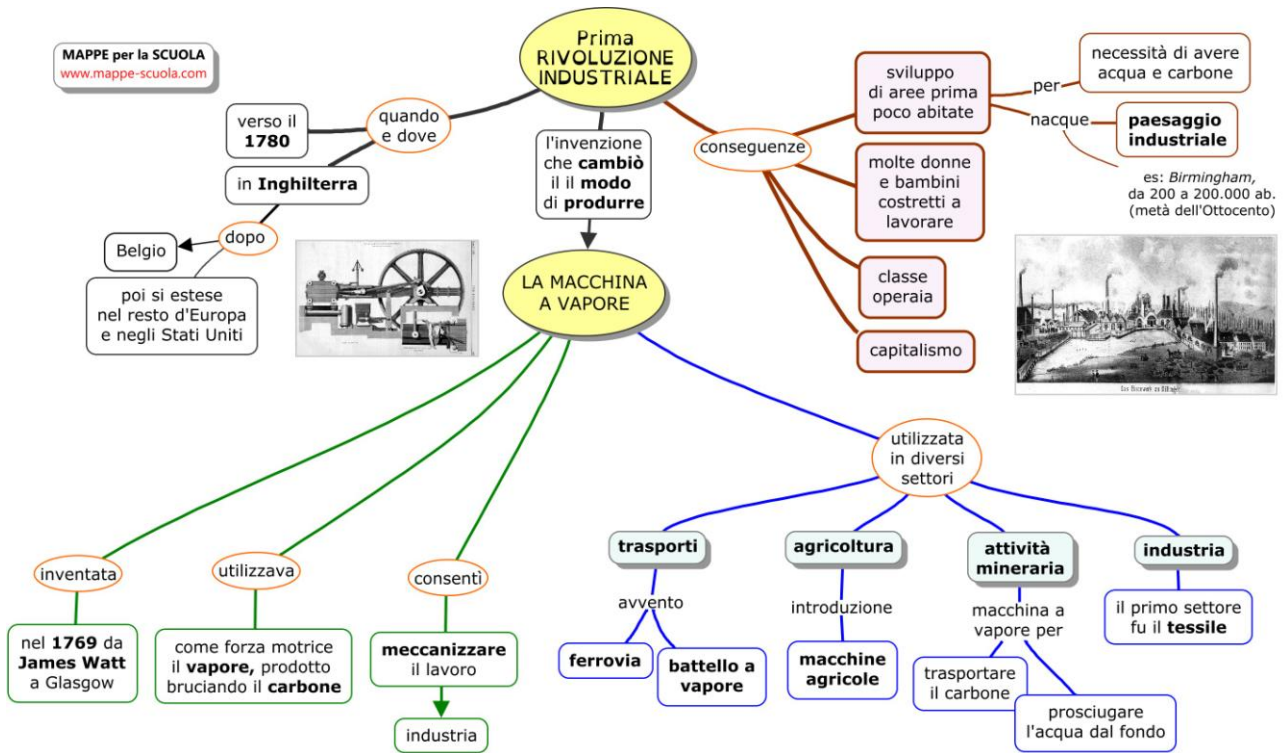 MAPPE per la SCUOLA
www.mappe-scuola.com
Prima
RIVOLUZIONE
INDUSTRIALE
quando
e dove
verso il
1780
in Inghilterra
dopo
Belgio
poi si estese
nel resto d'Europa
e negli Stati Uniti
l'invenzione
che cambiò
il il modo
di produrre
LA MACCHINA
A VAPORE
conseguenze
sviluppo
di aree prima
poco abitate
per
necessità di avere
acqua e carbone
nacque
paesaggio
industriale
es: Birmingham,
da 200 a 200.000 ab.
(metà dell'Ottocento)
molte donne
e bambini
costretti a
lavorare
classe
operaia
capitalismo
inventata
nel 1769 da
James Watt
a Glasgow
utilizzava
come forza motrice
il vapore, prodotto
bruciando il carbone
consentì
meccanizzare
il lavoro
industria
utilizzata
in diversi
settori
trasporti
avvento
ferrovia
battello a
vapore
agricoltura
introduzione
macchine
agricole
attività
mineraria
macchina a
vapore per
trasportare
il carbone
prosciugare
l'acqua dal fondo
industria
il primo settore
fu il tessile